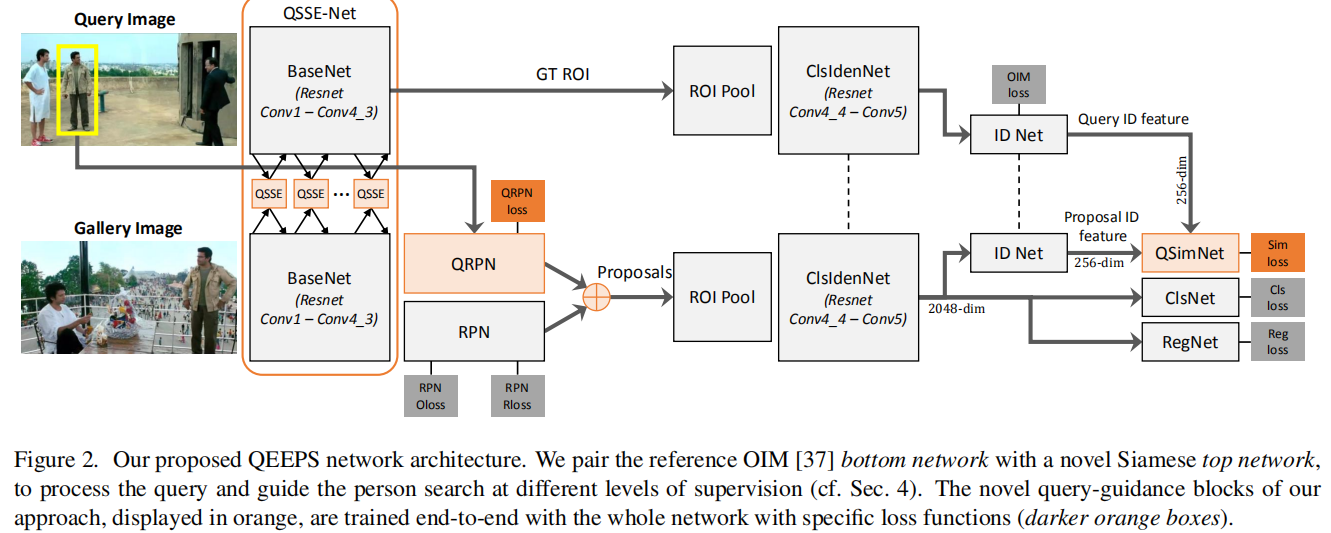 Query Image
QSSE-Net
BaseNet
(Resnet
Conv1 – Conv4_3)
GT ROI
ROI Pool
ClsIdenNet
(Resnet
Conv4_4 – Conv5)
OIM
loss
ID Net
Query ID feature
256-dim
QSSE
QSSE
...
QSSE
Gallery Image
BaseNet
(Resnet
Conv1 – Conv4_3)
QRPN
loss
QRPN
RPN
RPN
Oloss
RPN
Rloss
Proposals
ROI Pool
ClsIdenNet
(Resnet
Conv4_4 – Conv5)
2048-dim
ID Net
Proposal ID
feature
256-dim
QSimNet
Sim
loss
ClsNet
Cls
loss
RegNet
Reg
loss
Figure 2. Our proposed QEEPS network architecture. We pair the reference OIM [37] bottom network with a novel Siamese top network,
to process the query and guide the person search at different levels of supervision (cf. Sec. 4). The novel query-guidance blocks of our
approach, displayed in orange, are trained end-to-end with the whole network with specific loss functions (darker orange boxes).